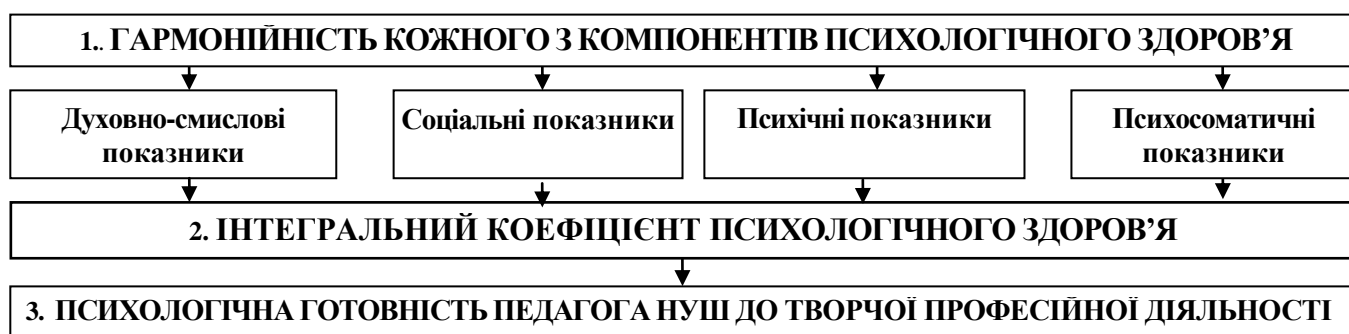 1.. ГАРМОНІЙНІСТЬ КОЖНОГО З КОМПОНЕНТІВ ПСИХОЛОГІЧНОГО ЗДОРОВ’Я
Духовно-смислові
показники
Соціальні показники
Психічні показники
Психосоматичні
показники
2. ІНТЕГРАЛЬНИЙ КОЕФІЦІЄНТ ПСИХОЛОГІЧНОГО ЗДОРОВ’Я
3. ПСИХОЛОГІЧНА ГОТОВНІСТЬ ПЕДАГОГА НУШ ДО ТВОРЧОЇ ПРОФЕСІЙНОЇ ДІЯЛЬНОСТІ